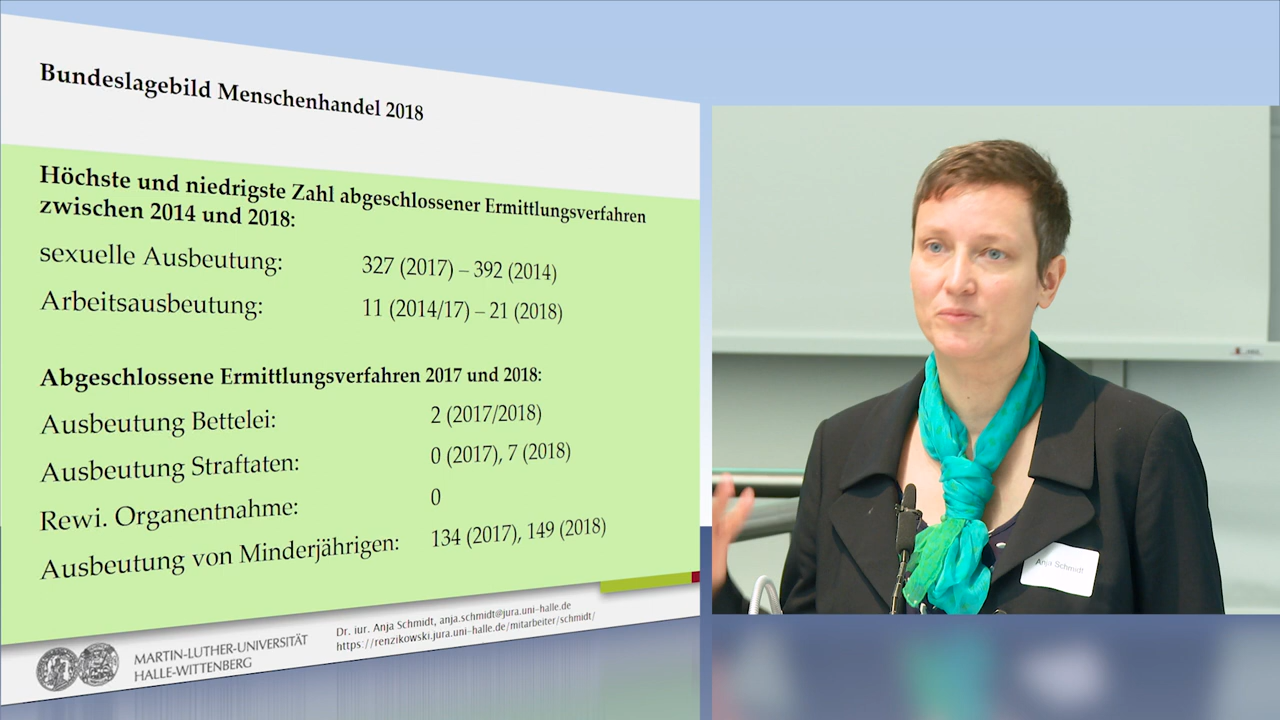 Bundeslagebild Menschenhandel 2018
Höchste und niedrigste Zahl abgeschlossener Ermittlungsverfahren
zwischen 2014 und 2018:
sexuelle Ausbeutung: 327 (2017) – 392 (2014)
Arbeitsausbeutung: 11 (2014/17) – 21 (2018)
Abgeschlossene Ermittlungsverfahren 2017 und 2018:
Ausbeutung Bettelei: 2 (2017/2018)
Ausbeutung Straftaten: 0 (2017), 7 (2018)
Rewi. Organentnahme: 0
Ausbeutung von Minderjährigen: 134 (2017), 149 (2018)
MARTIN-LUTHER-UNIVERSITÄT
HALLE-WITTENBERG
Dr. iur. Anja Schmidt, anja.schmidt@jura.uni-halle.de
https://renzikowski.jura.uni-halle.de/mitarbeiter/schmidt/
Anja Schmidt